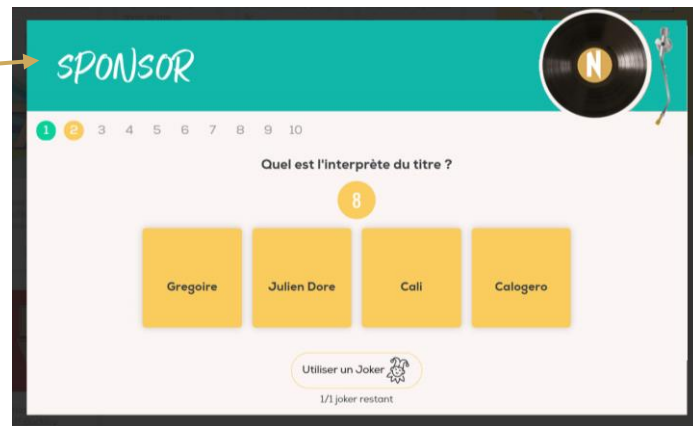 SPONSOR
N
1 2 3 4 5 6 7 8 9 10
Quel est l'interprète du titre ?
8
Gregoire Julien Dore Cali Calogero
Utiliser un Joker
1/1 joker restant